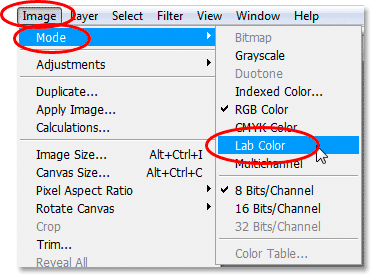 Image Layer Select Filter View Window Help
Mode
Adjustments
Duplicate...
Apply Image...
Calculations...
Image Size... Alt+Ctrl+I
Canvas Size... Alt+Ctrl+C
Pixel Aspect Ratio
Rotate Canvas
Crop
Trim...
Reveal All
Bitmap
Grayscale
Duotone
Indexed Color...
RGB Color
CMYK Color
Lab Color
Multichannel
8 Bits/Channel
16 Bits/Channel
32 Bits/Channel
Color Table...